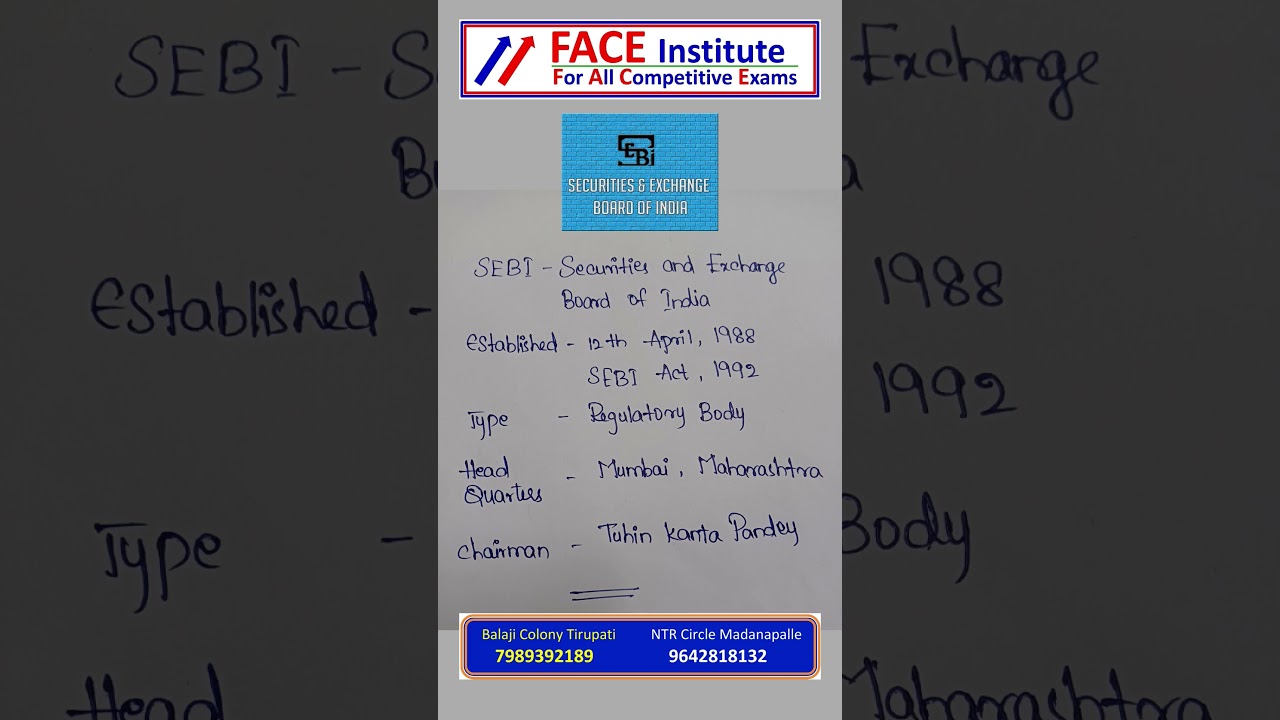 FACE Institute
For All Competitive Exams
SEBI
SECURITIES & EXCHANGE
BOARD OF INDIA
SEBI - Securities and Exchange
Board of India
Established - 12th April, 1988
SEBI Act, 1992
Type - Regulatory Body
Head
Quarters - Mumbai, Maharashtra
Chairman - Tuhin Kanta Pandey
Balaji Colony Tirupati NTR Circle Madanapalle
7989392189 9642818132